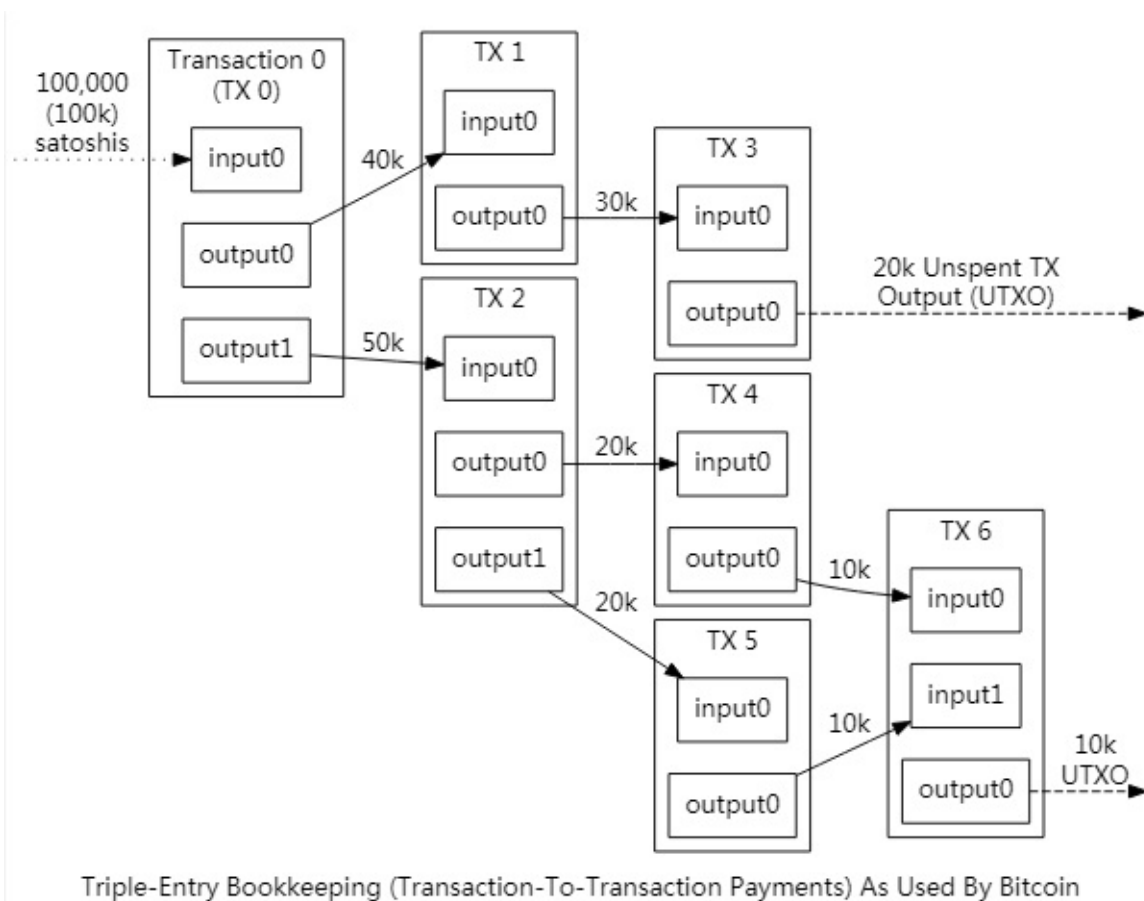 100,000
(100k)
satoshis
Transaction 0
(TX 0)
input0
output0
output1
40k
50k
TX 1
input0
output0
30k
TX 2
input0
output0
output1
20k
20k
TX 3
input0
output0
20k Unspent TX
Output (UTXO)
TX 4
input0
output0
10k
TX 5
input0
output0
10k
TX 6
input0
input1
output0
10k
UTXO
Triple-Entry Bookkeeping (Transaction-To-Transaction Payments) As Used By Bitcoin